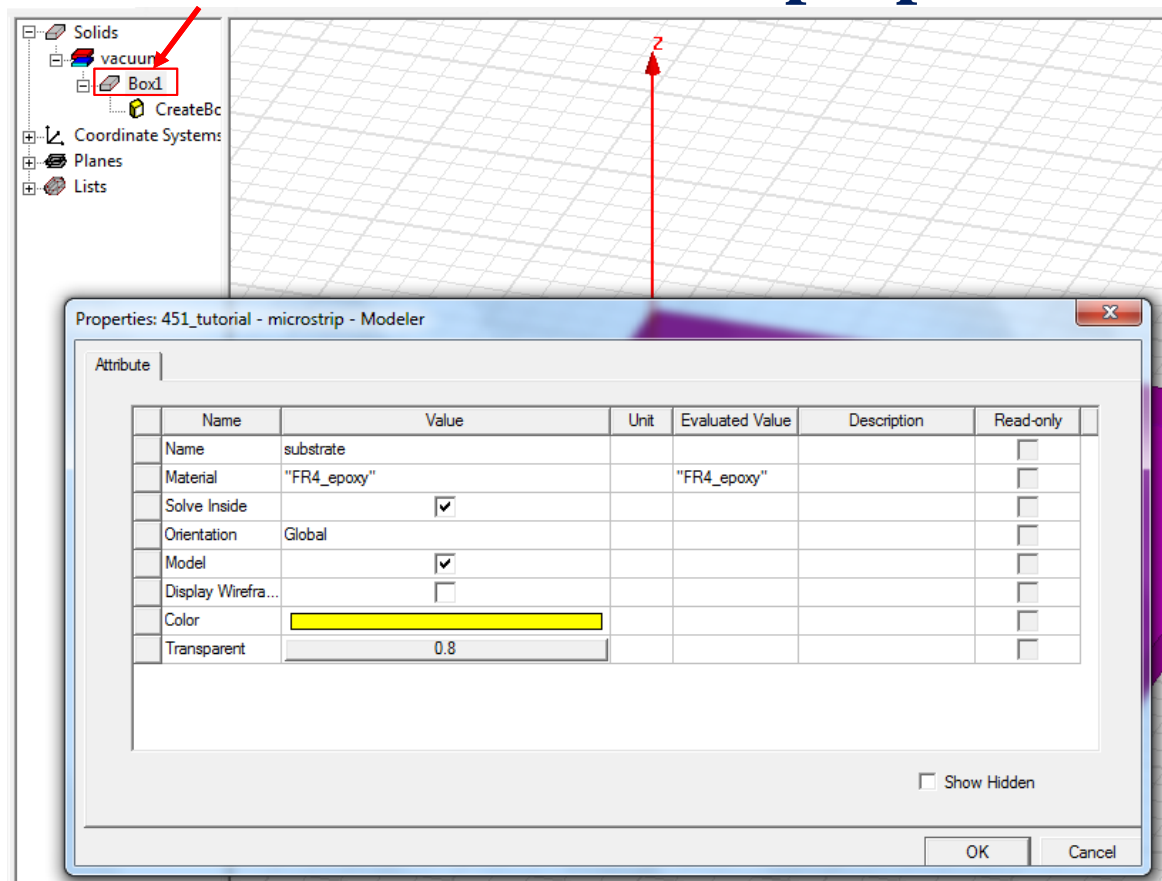 Solids
vacuum
Box1
CreateBo
Coordinate Systems
Planes
Lists
Z
Properties: 451_tutorial - microstrip - Modeler
Attribute
Name Value Unit Evaluated Value Description Read-only
Name substrate
Material "FR4_epoxy" "FR4_epoxy"
Solve Inside
Orientation Global
Model
Display Wirefra...
Color
Transparent 0.8
Show Hidden
OK Cancel